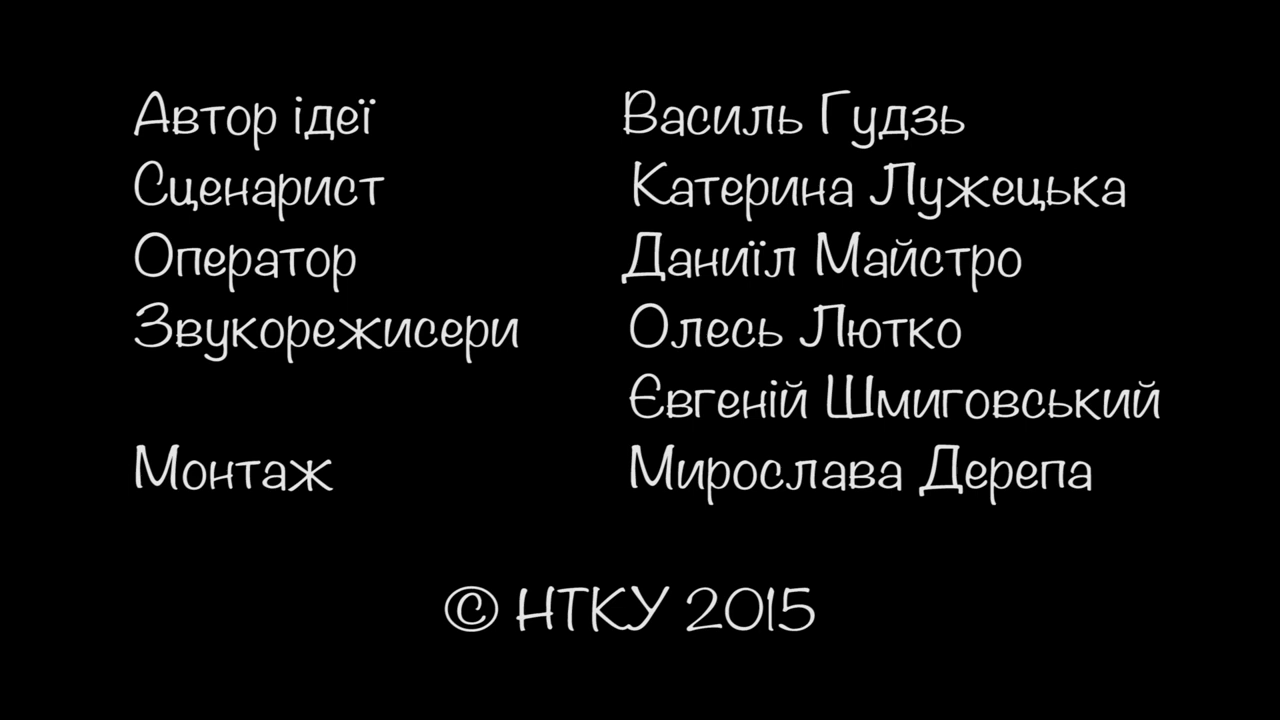 Автор ідеї Василь Гудзь
Сценарист Катерина Лужецька
Оператор Даниїл Майстро
Звукорежисери Олесь Лютко
Євгеній Шмиговський
Монтаж Мирослава Дерепа
© НТКУ 2015